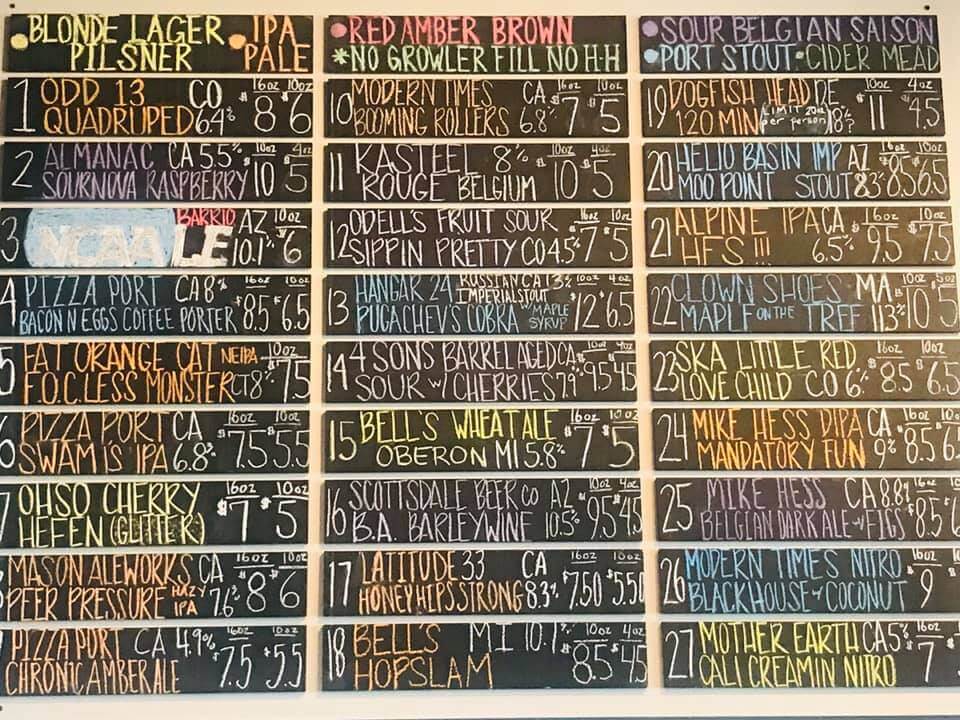 BLONDE LAGER IPA
PILSNER PALE
RED AMBER BROWN
*NO GROWLER FILL NO H-H
SOUR BELGIAN SAISON
PORT STOUT CIDER MEAD
1 ODD 13 CO 16oz 10oz
QUADRUPED 6.4% $8 $6
2 ALMANAC CA 5.5% 10oz 4oz
SOURNOVA RASPBERRY $10 $5
3 BARRIO AZ 10oz
NCAALE 10.1% $6
4 PIZZA PORT CA 8% 16oz 10oz
BACON N EGGS COFFEE PORTER $8.5 $6.5
5 FAT ORANGE CAT NEIPA 10oz
F.O.C. LESS MONSTER CT 8% $7.5
6 PIZZA PORT CA 16oz 10oz
SWAMIS IPA 6.8% $7.5 $5.5
7 OHSO CHERRY 16oz 10oz
HEFEN (GLITTER) $7 $5
MASON ALEWORKS CA 16oz 10oz
PEER PRESSURE HAZY IPA 7.6% $8 $6
PIZZA PORT CA 4.9% 16oz 10oz
CHRONIC AMBER ALE $7.5 $5.5
10 MODERN TIMES CA 16oz 10oz
BOOMING ROLLERS 6.8% $7 $5
11 KASTEEL 8% 10oz 4oz
ROUGE BELGIUM $10 $5
12 ODELLS FRUIT SOUR 16oz 10oz
SIPPIN PRETTY CO 4.5% $7 $5
13 HANGAR 24 RUSSIAN IMPERIAL STOUT CA 13% 10oz 4oz
PUGACHEV'S COBRA W/ MAPLE SYRUP $12 $6.5
14 4 SONS BARREL AGED CA 10oz 4oz
SOUR W/ CHERRIES 7.9% $9.5 $4.5
15 BELL'S WHEAT ALE 16oz 10oz
OBERON MI 5.8% $7 $5
16 SCOTTSDALE BEER CO AZ 10oz 4oz
B.A. BARLEYWINE 10.5% $9.5 $4.5
17 LATITUDE 33 CA 16oz 10oz
HONEY HIPS STRONG 8.3% $7.50 $5.50
18 BELL'S MI 10.1% 10oz 4oz
HOPSLAM $8.5 $4.5
19 DOGFISH HEAD DE 10oz 4oz
120 MIN LIMIT 20oz per person 18%? $11 $4.5
20 HELIO BASIN IMP AZ 16oz 10oz
MOO POINT STOUT 8.3% $8.5 $6.5
21 ALPINE IPA CA 16oz 10oz
HFS!!! 6.5% $9.5 $7.5
22 CLOWN SHOES MA 10oz 5oz
MAPLE ON THE TREE 11.3% $10 $5
23 SKA LITTLE RED 16oz 10oz
LOVE CHILD CO 6% $8.5 $6.5
24 MIKE HESS DIPA CA 16oz
MANDATORY FUN 9% $8.5
25 MIKE HESS CA 8.8% 16oz
BELGIAN DARK ALE W/ FIGS $8.5
26 MODERN TIMES NITRO 16oz
BLACKHOUSE W/ COCONUT $9
27 MOTHER EARTH CA 5% 16oz
CALI CREAMIN NITRO $7